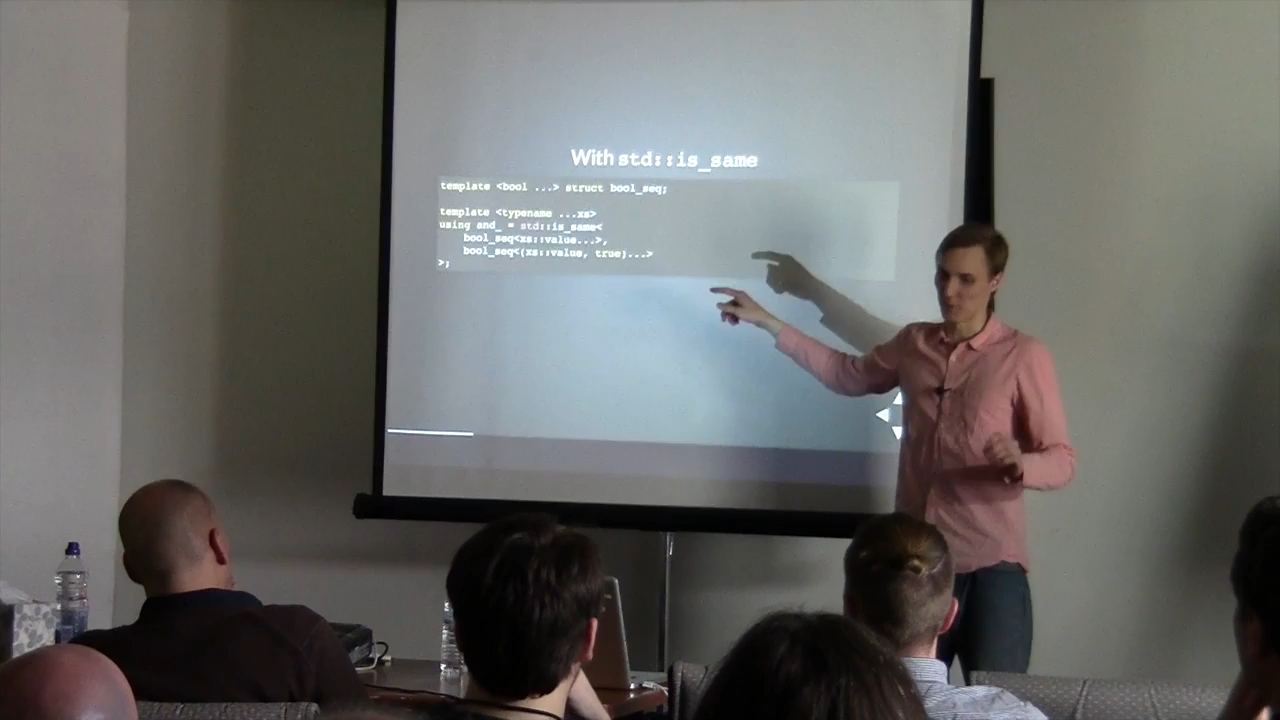 With std::is_same
template <bool ...> struct bool_seq;
template <typename ...xs>
using and_ = std::is_same<
bool_seq<xs::value...>,
bool_seq<(xs::value, true)...>
>;